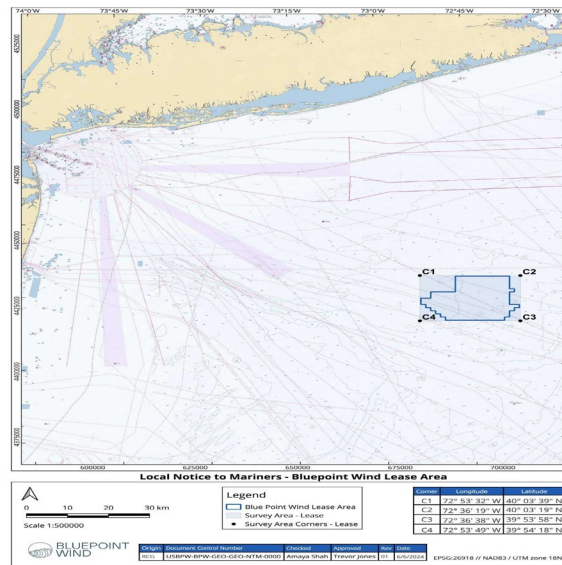 74°0'W 73°45'W 73°30'W 73°15'W 73°0'W 72°45'W 72°30'W
4525000
4500000
4475000
4450000
4425000
4400000
4375000
C1 C2
C4 C3
600000 625000 650000 675000 700000
Local Notice to Mariners - Bluepoint Wind Lease Area
0 10 20 30 km
Scale 1:500000
Legend
Blue Point Wind Lease Area
Survey Area - Lease
Survey Area Corners - Lease
Corner Longitude Latitude
C1 72° 53' 32" W 40° 03' 39" N
C2 72° 36' 19" W 40° 03' 19" N
C3 72° 36' 38" W 39° 53' 58" N
C4 72° 53' 49" W 39° 54' 18" N
BLUEPOINT
WIND
Origin Document Control Number Checked Approved Rev Date
USBPW-BPW-GEO-GEO-NTM-0000 Amaya Shah Trevor Jones 01 6/6/2024
EPSG:26918 // NAD83 / UTM zone 18N